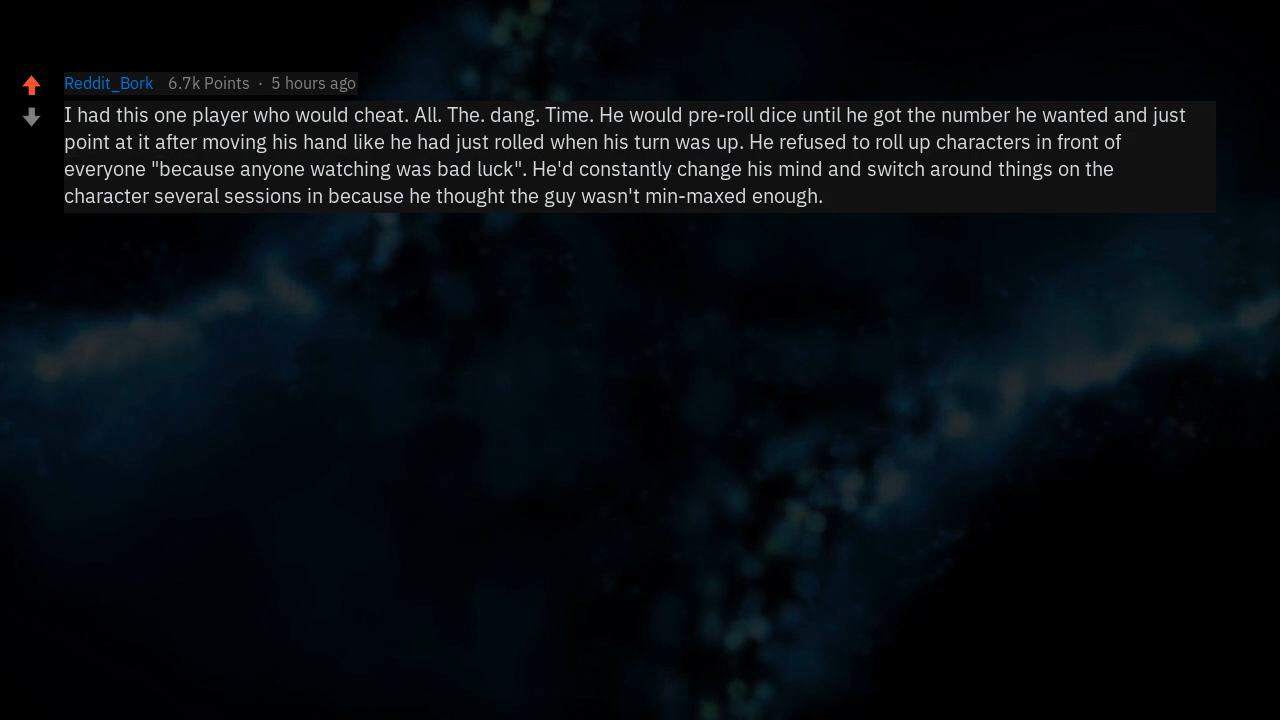 Reddit_Bork 6.7k Points · 5 hours ago
I had this one player who would cheat. All. The. dang. Time. He would pre-roll dice until he got the number he wanted and just
point at it after moving his hand like he had just rolled when his turn was up. He refused to roll up characters in front of
everyone "because anyone watching was bad luck". He'd constantly change his mind and switch around things on the
character several sessions in because he thought the guy wasn't min-maxed enough.